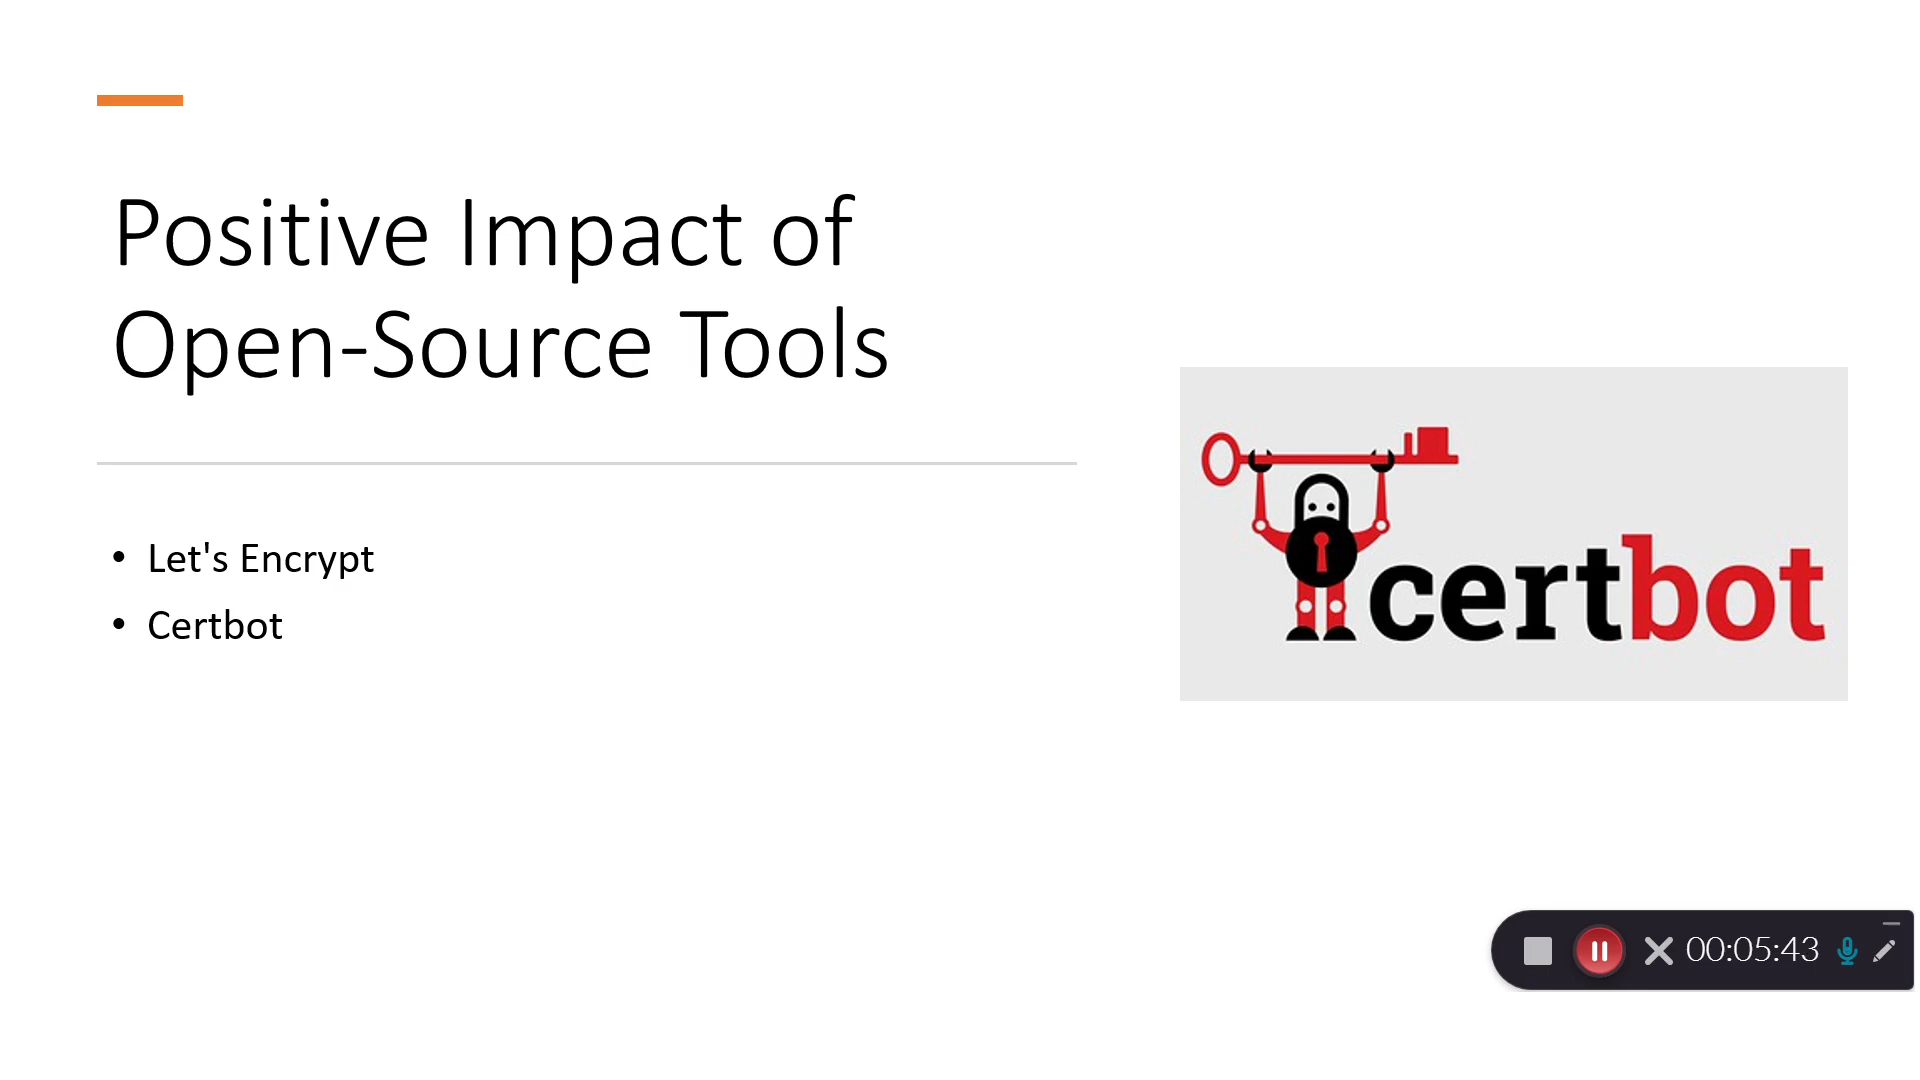 Positive Impact of
Open-Source Tools
• Let's Encrypt
• Certbot
certbot
00:05:43